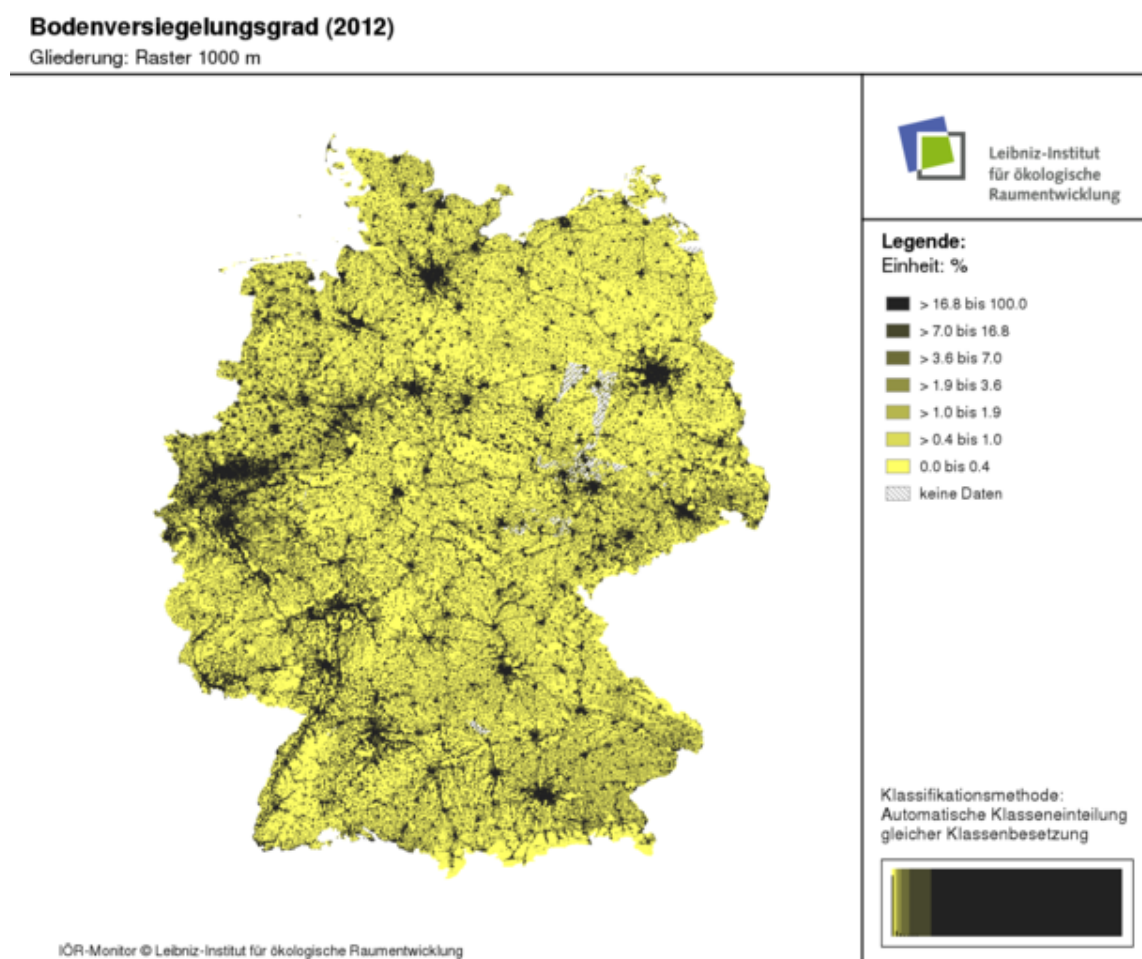 Bodenversiegelungsgrad (2012)
Gliederung: Raster 1000 m
Leibniz-Institut
für ökologische
Raumentwicklung
Legende:
Einheit: %
> 16.8 bis 100.0
> 7.0 bis 16.8
> 3.6 bis 7.0
> 1.9 bis 3.6
> 1.0 bis 1.9
> 0.4 bis 1.0
0.0 bis 0.4
keine Daten
Klassifikationsmethode:
Automatische Klasseneinteilung
gleicher Klassenbesetzung
IÖR-Monitor © Leibniz-Institut für ökologische Raumentwicklung